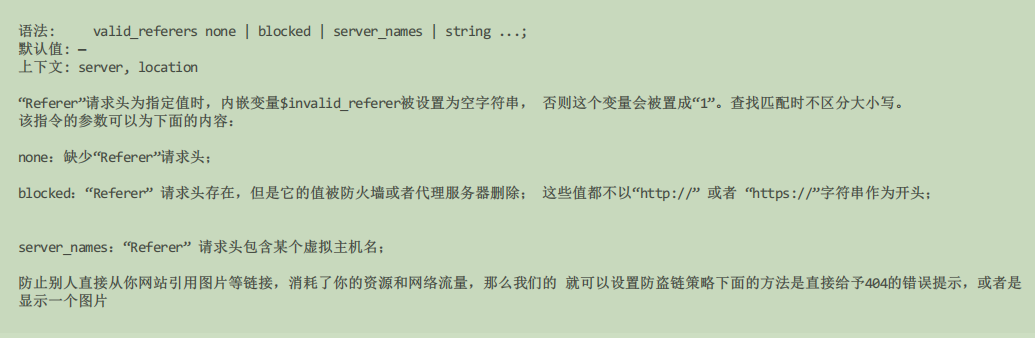 语法:    valid_referers none | blocked | server_names | string ...;
默认值: —
上下文: server, location
“Referer”请求头为指定值时，内嵌变量$invalid_referer被设置为空字符串， 否则这个变量会被置成“1”。查找匹配时不区分大小写。
该指令的参数可以为下面的内容：
none：缺少“Referer”请求头；
blocked：“Referer” 请求头存在，但是它的值被防火墙或者代理服务器删除； 这些值都不以“http://” 或者 “https://”字符串作为开头；
server_names：“Referer” 请求头包含某个虚拟主机名；
防止别人直接从你网站引用图片等链接，消耗了你的资源和网络流量，那么我们的 就可以设置防盗链策略下面的方法是直接给予404的错误提示，或者是
显示一个图片